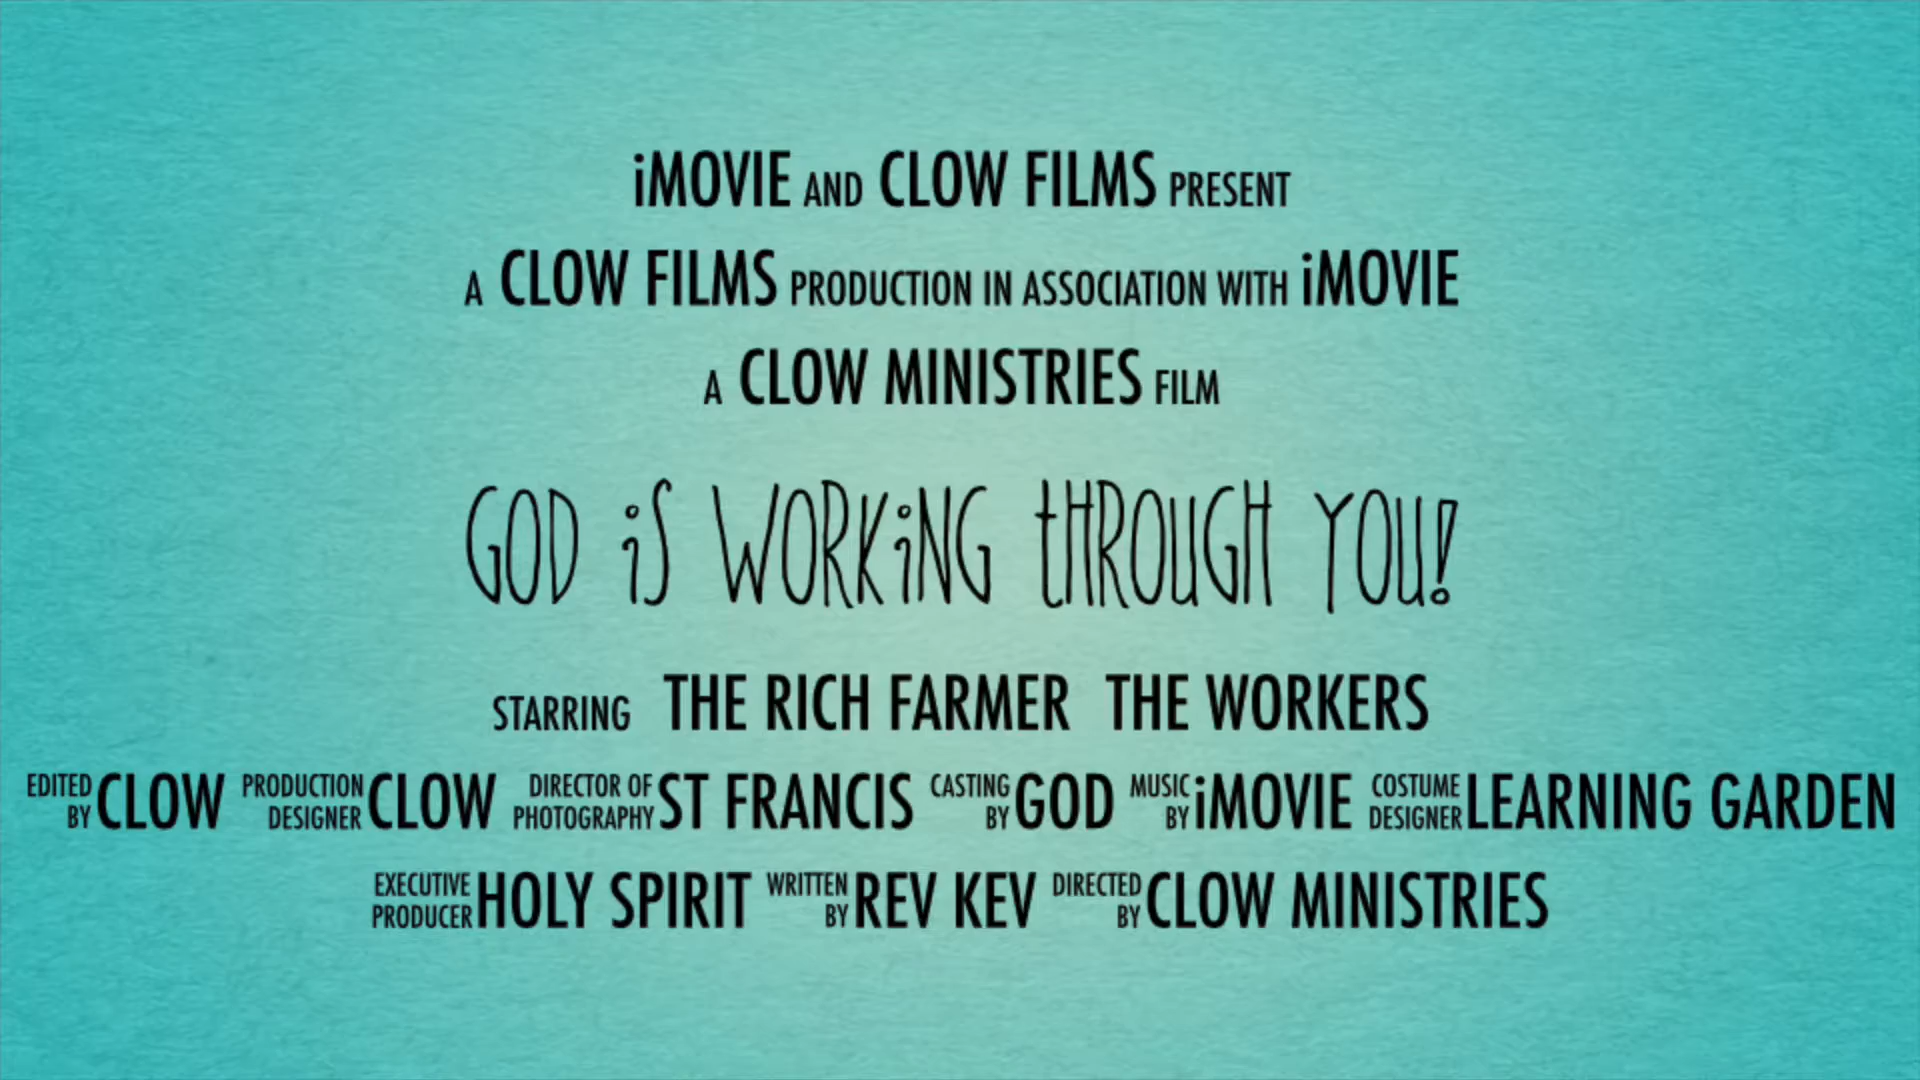 iMOVIE AND CLOW FILMS PRESENT
A CLOW FILMS PRODUCTION IN ASSOCIATION WITH iMOVIE
A CLOW MINISTRIES FILM
GOD iS WORKiNG tHROUGH YOU!
STARRING THE RICH FARMER THE WORKERS
EDITED BY CLOW PRODUCTION DESIGNER CLOW DIRECTOR OF PHOTOGRAPHY ST FRANCIS CASTING BY GOD MUSIC BY iMOVIE COSTUME DESIGNER LEARNING GARDEN
EXECUTIVE PRODUCER HOLY SPIRIT WRITTEN BY REV KEV DIRECTED BY CLOW MINISTRIES